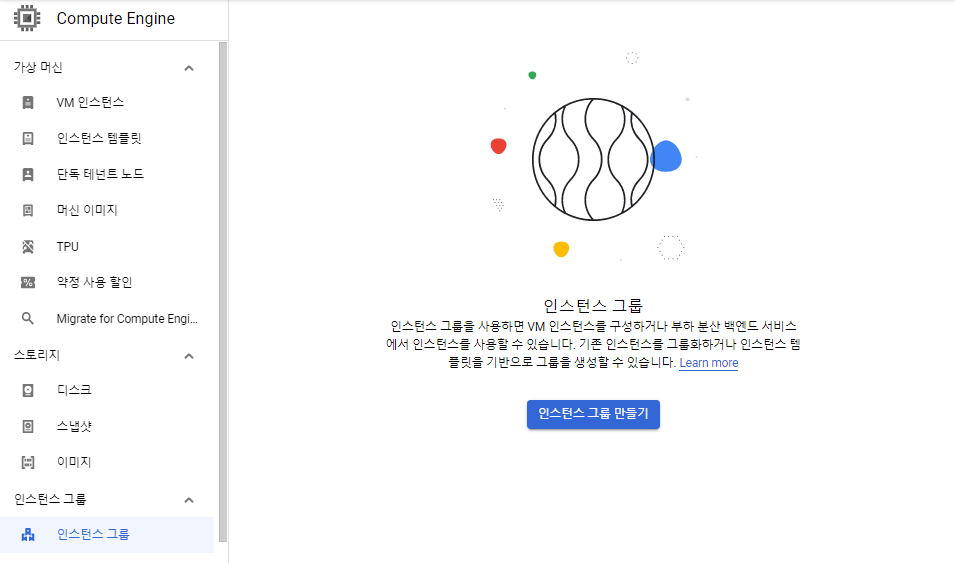 Compute Engine
가상 머신
VM 인스턴스
인스턴스 템플릿
단독 테넌트 노드
머신 이미지
TPU
약정 사용 할인
Migrate for Compute Engi...
스토리지
디스크
스냅샷
이미지
인스턴스 그룹
인스턴스 그룹
인스턴스 그룹
인스턴스 그룹을 사용하면 VM 인스턴스를 구성하거나 부하 분산 백엔드 서비스
에서 인스턴스를 사용할 수 있습니다. 기존 인스턴스를 그룹화하거나 인스턴스 템
플릿을 기반으로 그룹을 생성할 수 있습니다. Learn more
인스턴스 그룹 만들기